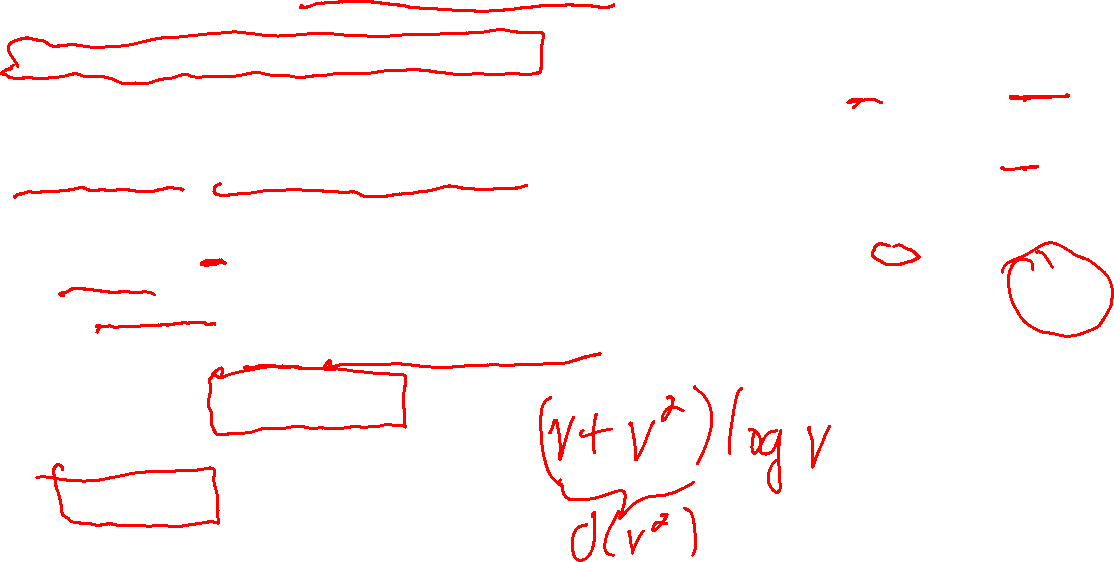 (v + v²) log v
O(v²)